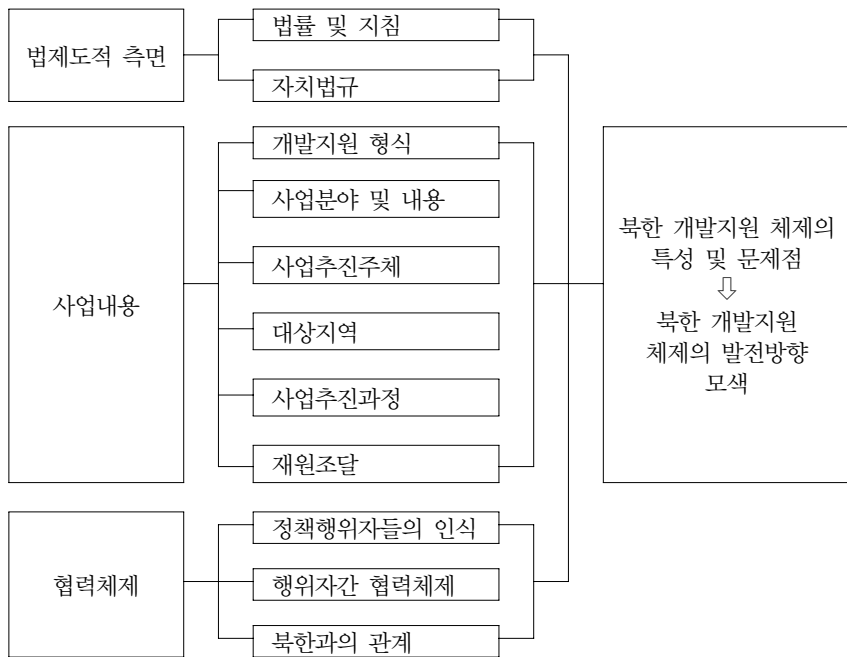 법제도적 측면
법률 및 지침
자치법규
사업내용
개발지원 형식
사업분야 및 내용
사업추진주체
대상지역
사업추진과정
재원조달
협력체제
정책행위자들의 인식
행위자간 협력체제
북한과의 관계
북한 개발지원 체제의
특성 및 문제점
⇩
북한 개발지원
체제의 발전방향
모색